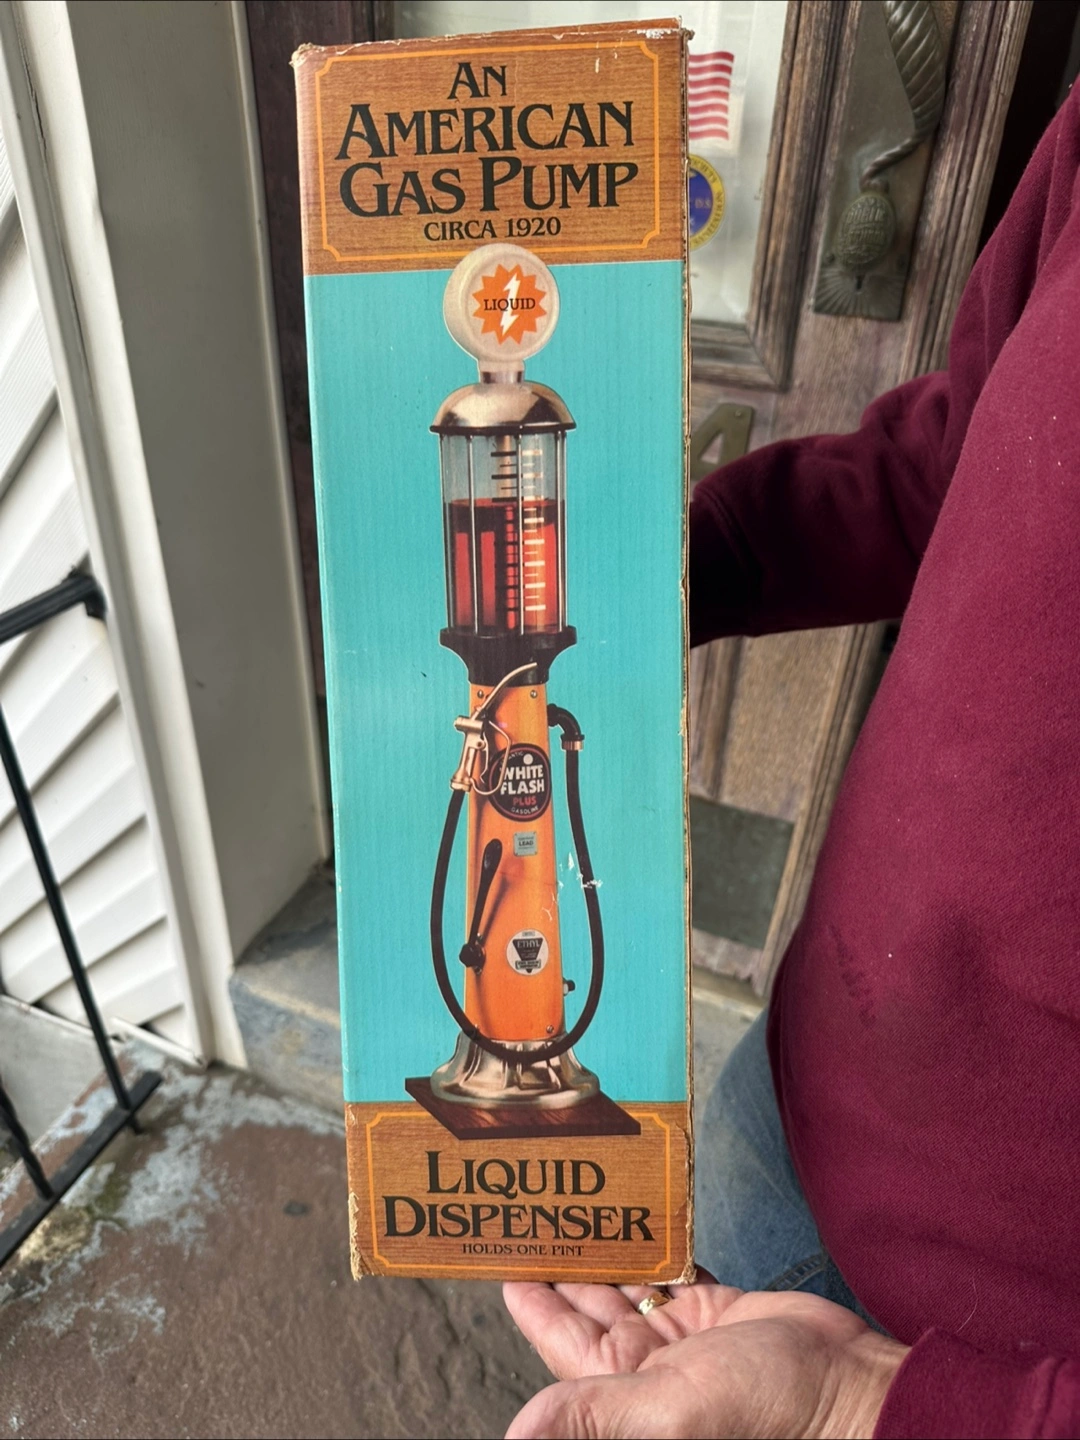 AN
AMERICAN
GAS PUMP
CIRCA 1920
LIQUID
WHITE
FLASH
PLUS
GASOLINE
LEAD
ETHYL
LIQUID
DISPENSER
HOLDS ONE PINT